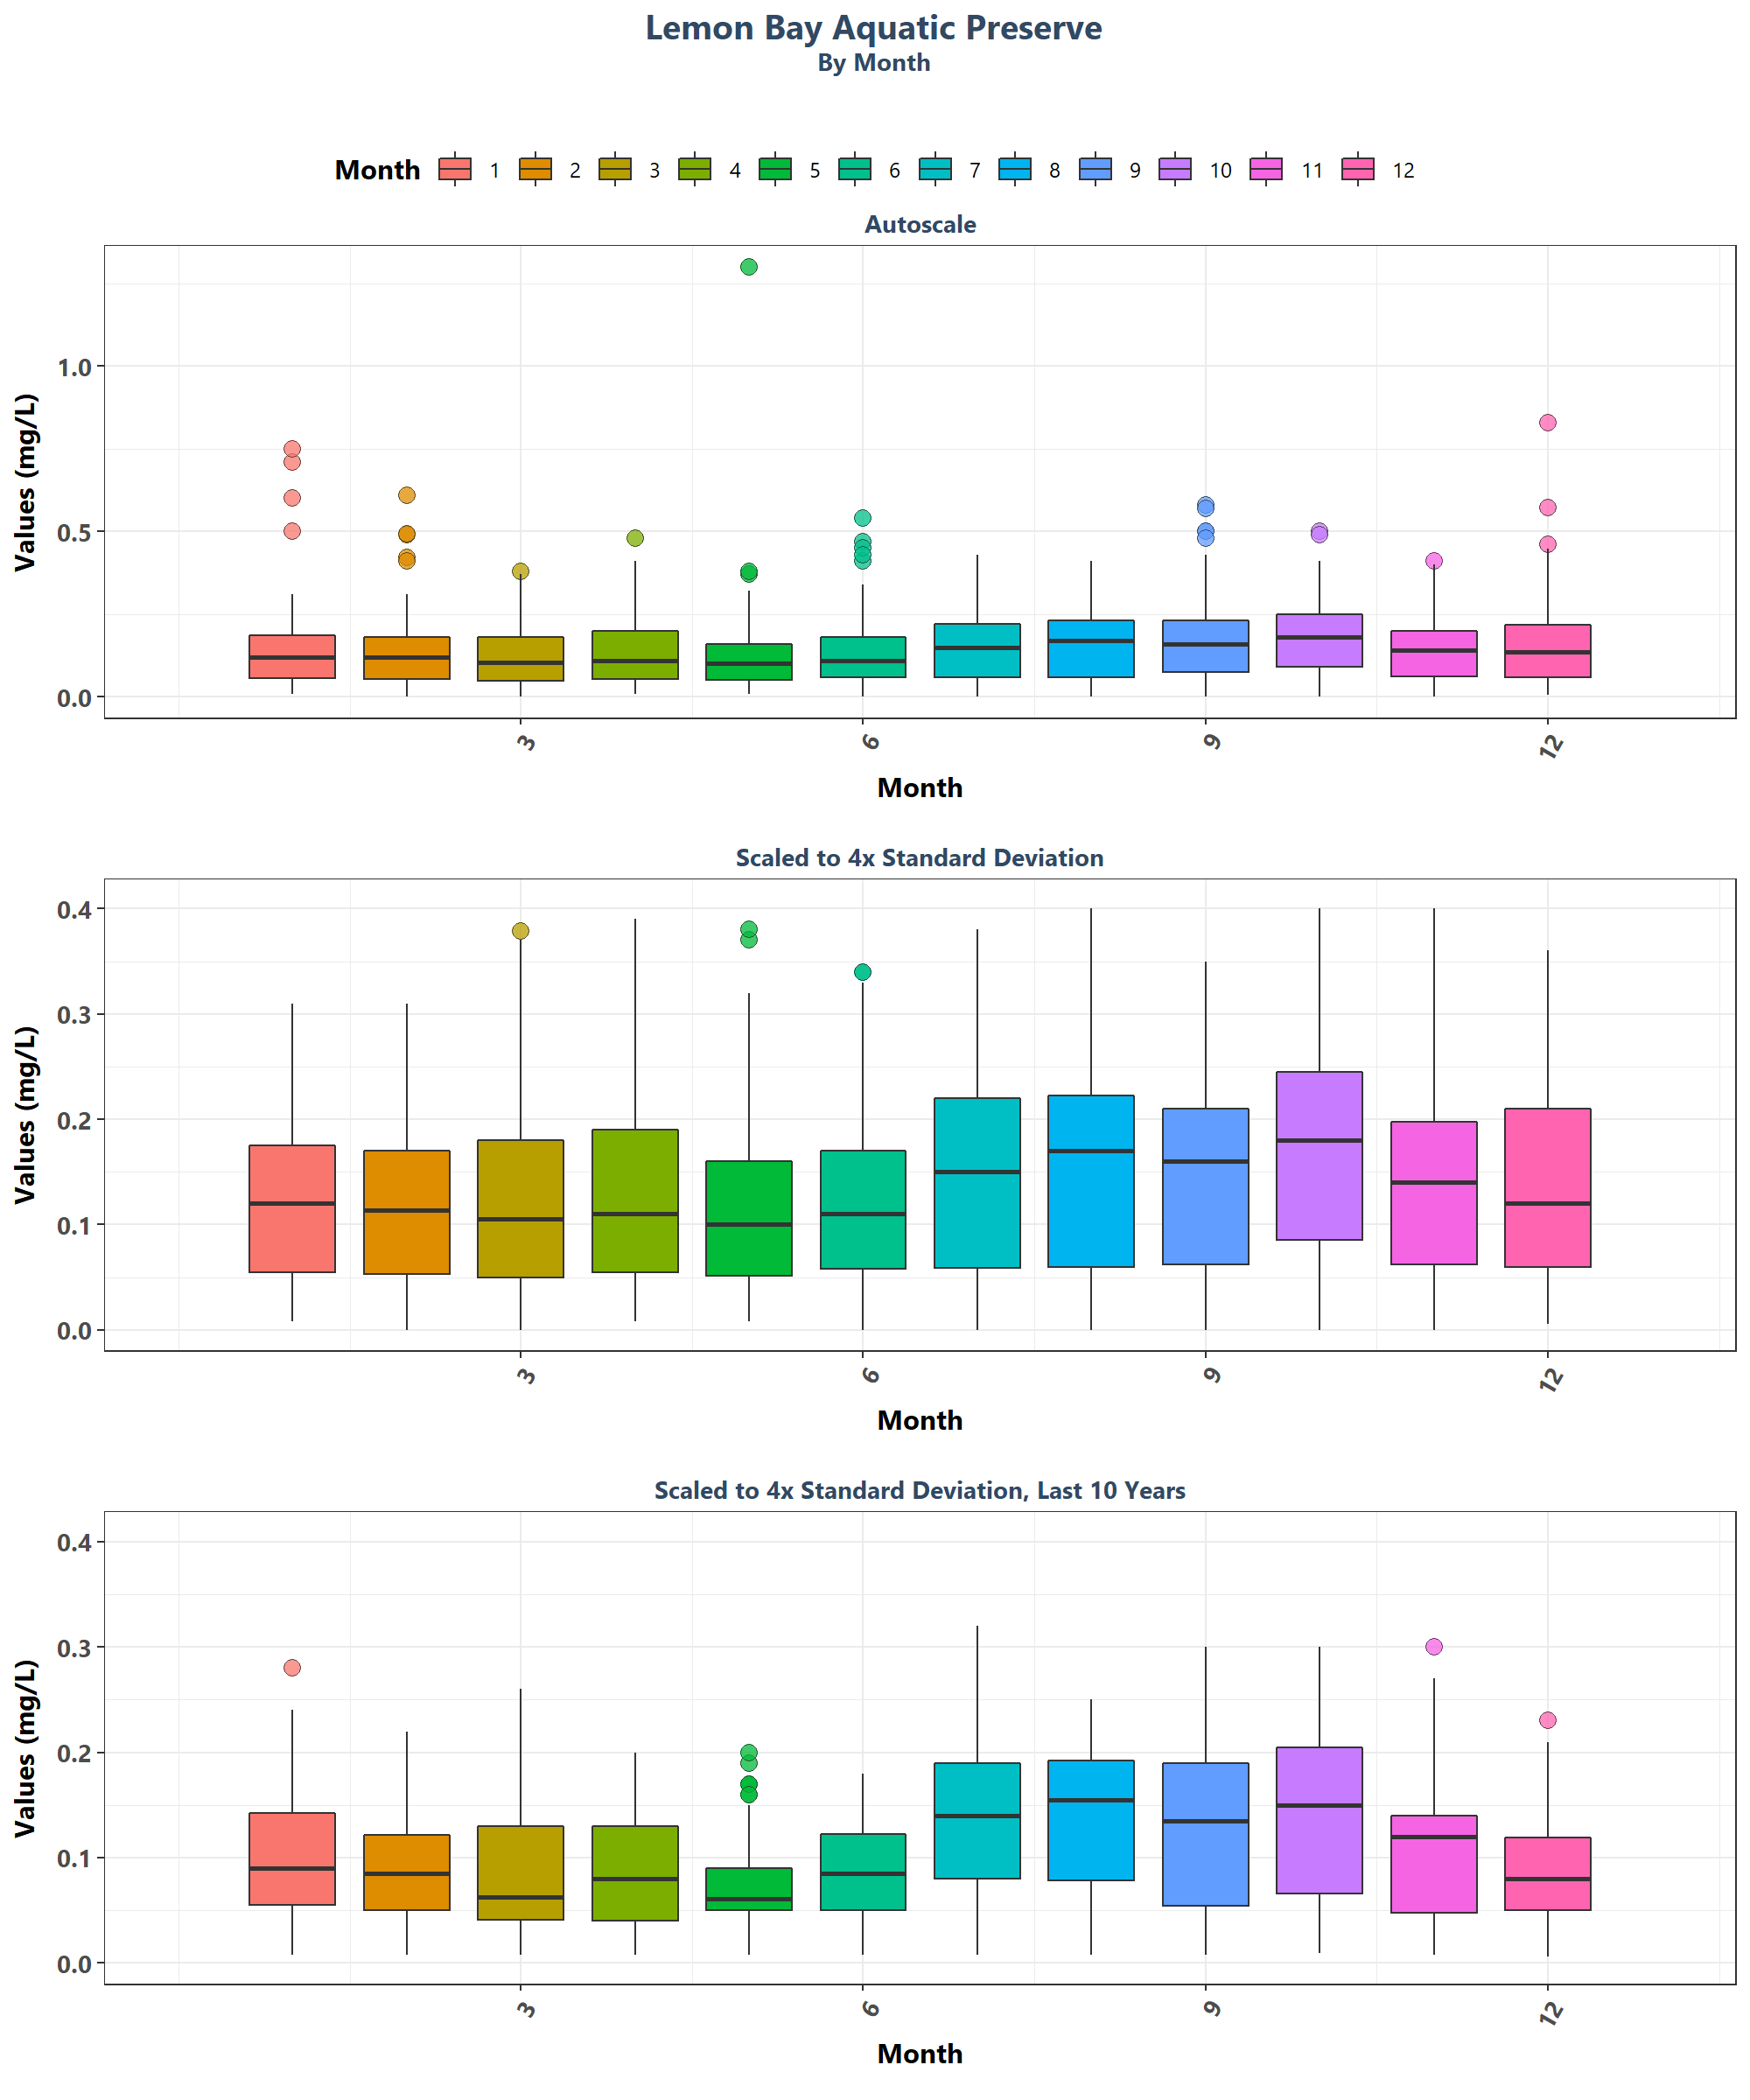 Lemon Bay Aquatic Preserve
By Month
Month 1 2 3 4 5 6 7 8 9 10 11 12
Autoscale
Values (mg/L)
1.0
0.5
0.0
3 6 9 12
Month
Scaled to 4x Standard Deviation
Values (mg/L)
0.4
0.3
0.2
0.1
0.0
3 6 9 12
Month
Scaled to 4x Standard Deviation, Last 10 Years
Values (mg/L)
0.4
0.3
0.2
0.1
0.0
3 6 9 12
Month